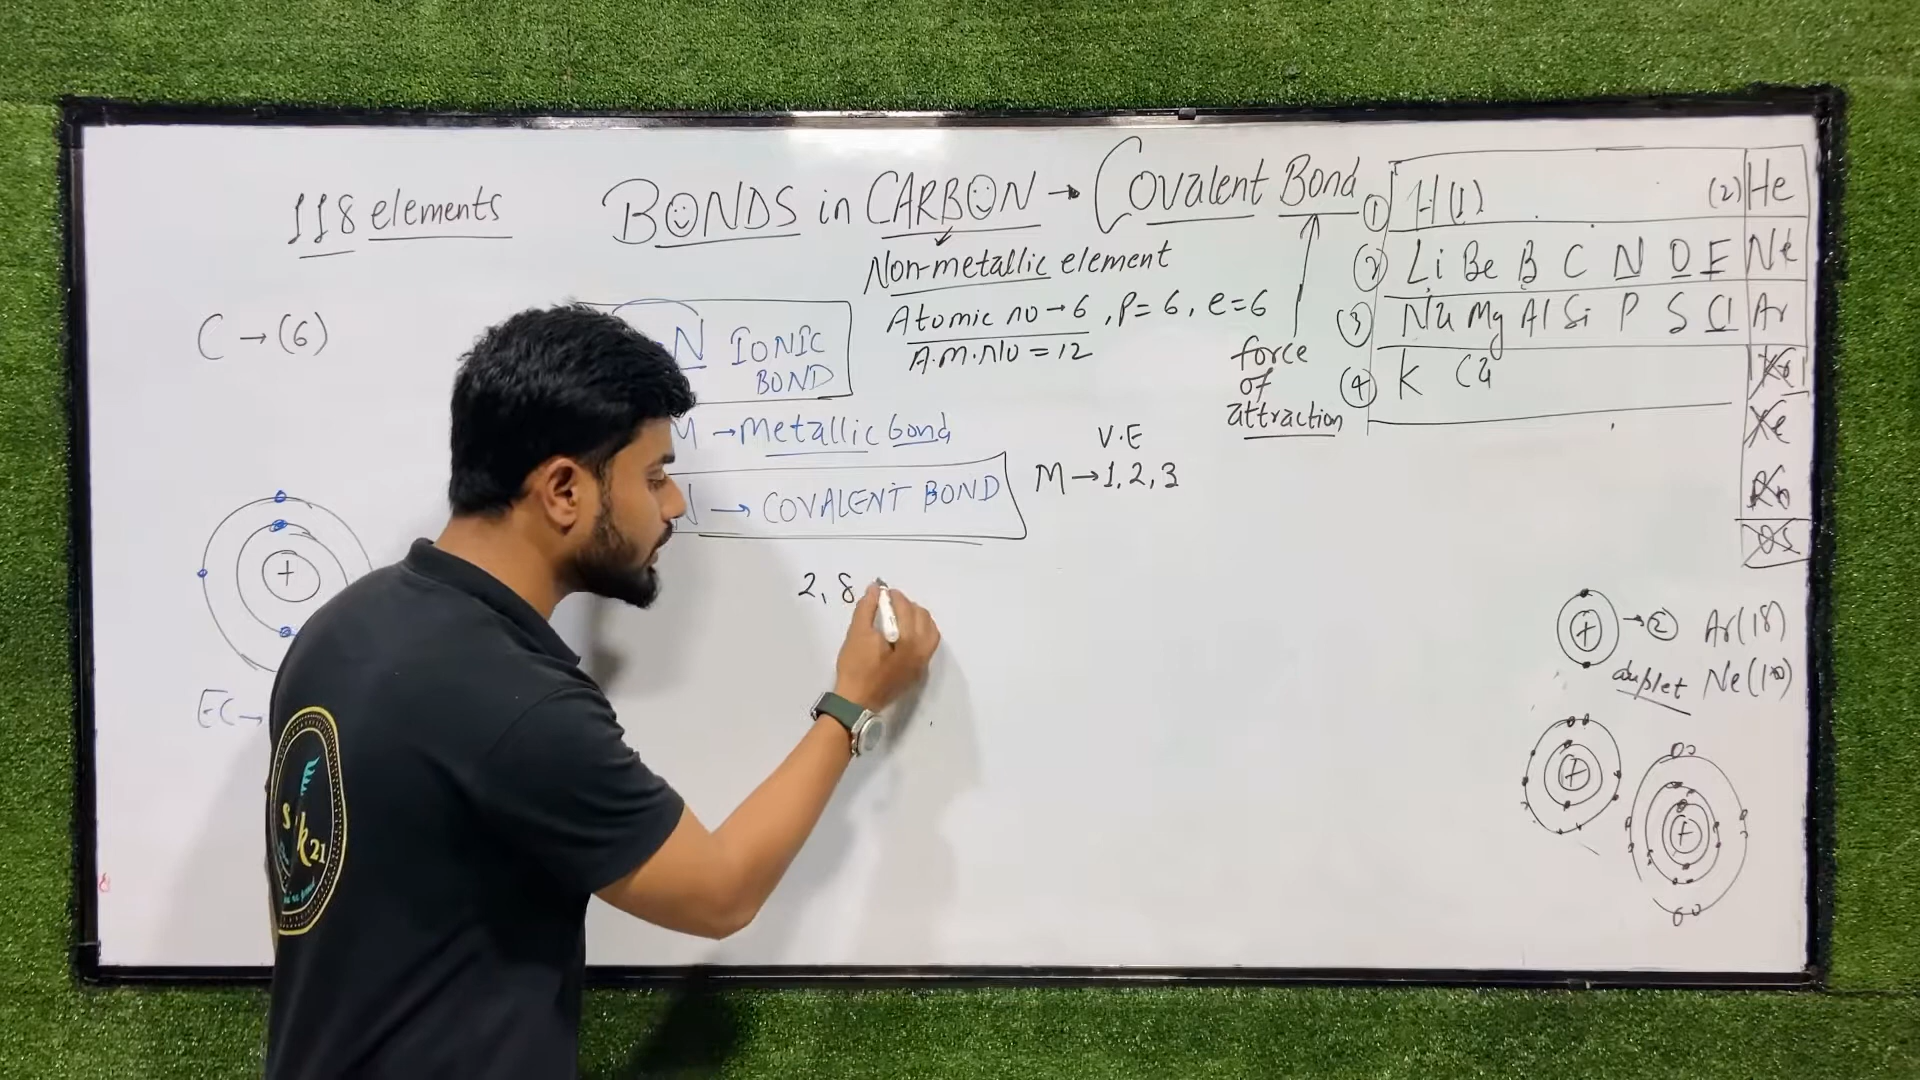 118 elements
BONDS in CARBON → Covalent Bond
Non-metallic element
Atomic no → 6, P = 6, e = 6
A.M.No = 12
force
of
attraction
C → (6)
N IONIC
BOND
M → Metallic bond
N → COVALENT BOND
V.E
M → 1, 2, 3
2, 8
EC →
① H(1) (2) He
② Li Be B C N O F Ne
③ Na Mg Al Si P S Cl Ar
④ K Ca
Xe
+
+ → ② Ar(18)
duplet Ne(10)
+
+
21